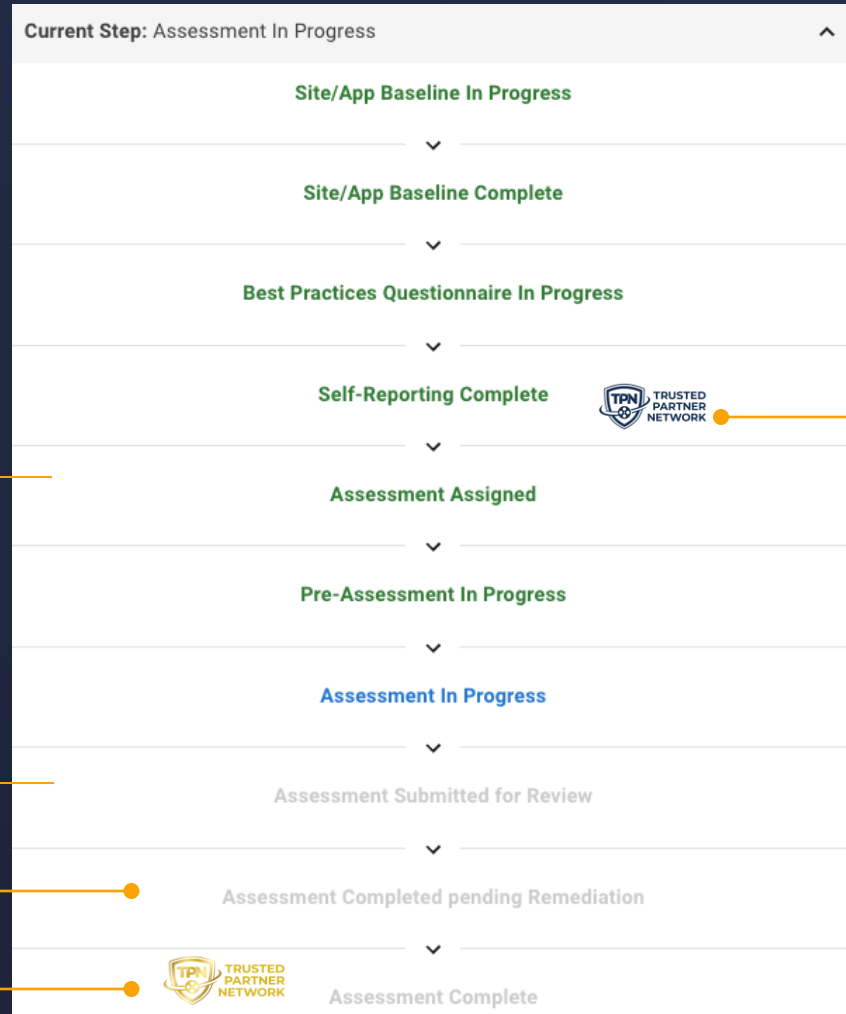 Current Step: Assessment In Progress
Site/App Baseline In Progress
Site/App Baseline Complete
Best Practices Questionnaire In Progress
Self-Reporting Complete
TPN
TRUSTED
PARTNER
NETWORK
Assessment Assigned
Pre-Assessment In Progress
Assessment In Progress
Assessment Submitted for Review
Assessment Completed pending Remediation
TPN
TRUSTED
PARTNER
NETWORK
Assessment Complete